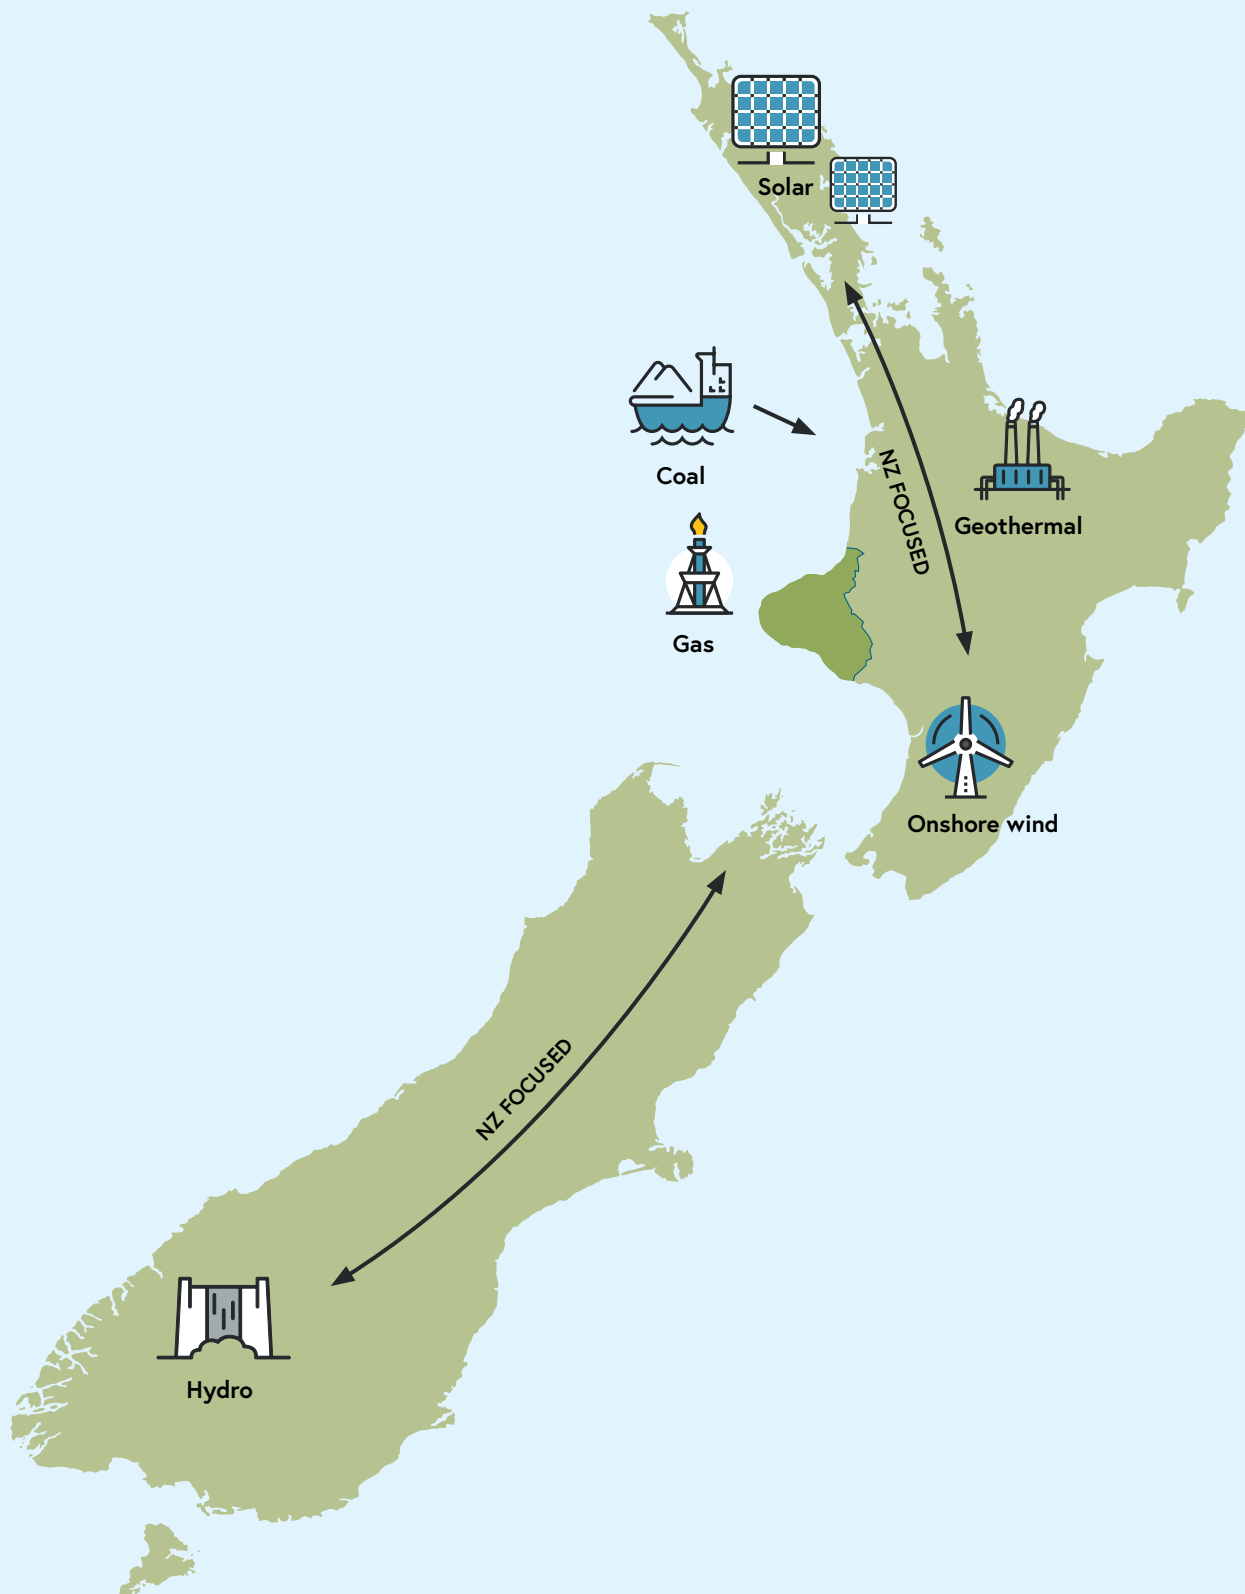 Solar
Coal
NZ FOCUSED
Geothermal
Gas
Onshore wind
NZ FOCUSED
Hydro